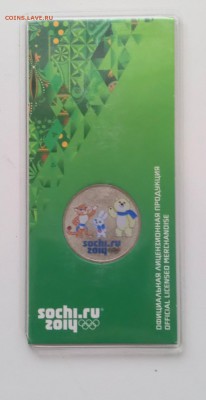 COINS.LAVE.RU
sochi.ru
2014
sochi.ru
2014
ОФИЦИАЛЬНАЯ ЛИЦЕНЗИОННАЯ ПРОДУКЦИЯ
OFFICIAL LICENSED MERCHANDISE